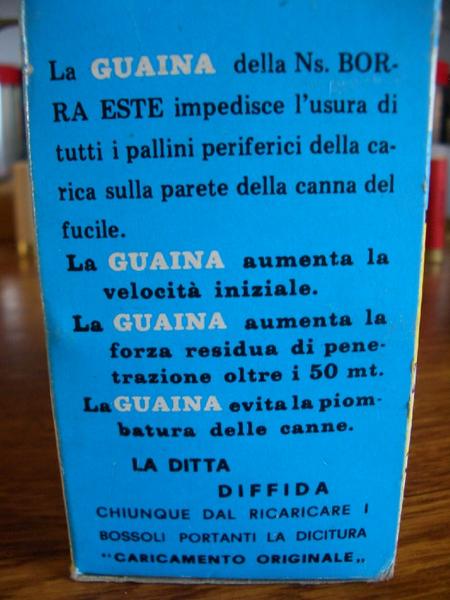 La GUAINA della Ns. BOR-
RA ESTE impedisce l'usura di
tutti i pallini periferici della ca-
rica sulla parete della canna del
fucile.
La GUAINA aumenta la
velocità iniziale.
La GUAINA aumenta la
forza residua di pene-
trazione oltre i 50 mt.
La GUAINA evita la piom-
batura delle canne.
LA DITTA
DIFFIDA
CHIUNQUE DAL RICARICARE I
BOSSOLI PORTANTI LA DICITURA
"CARICAMENTO ORIGINALE„